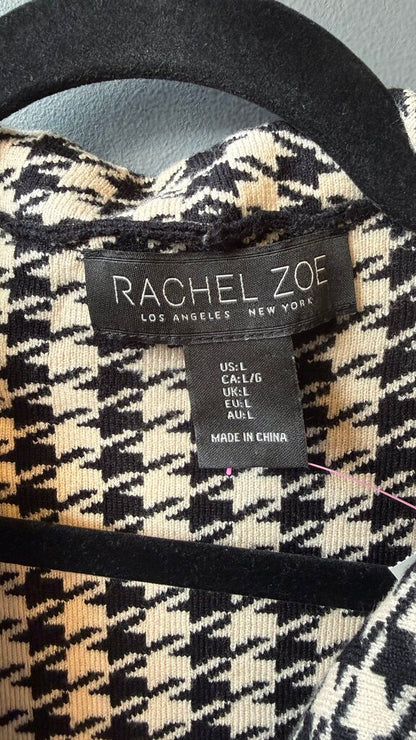 RACHEL ZOE
LOS ANGELES NEW YORK
US:L
CA:L/G
UK:L
EU:L
AU:L
MADE IN CHINA